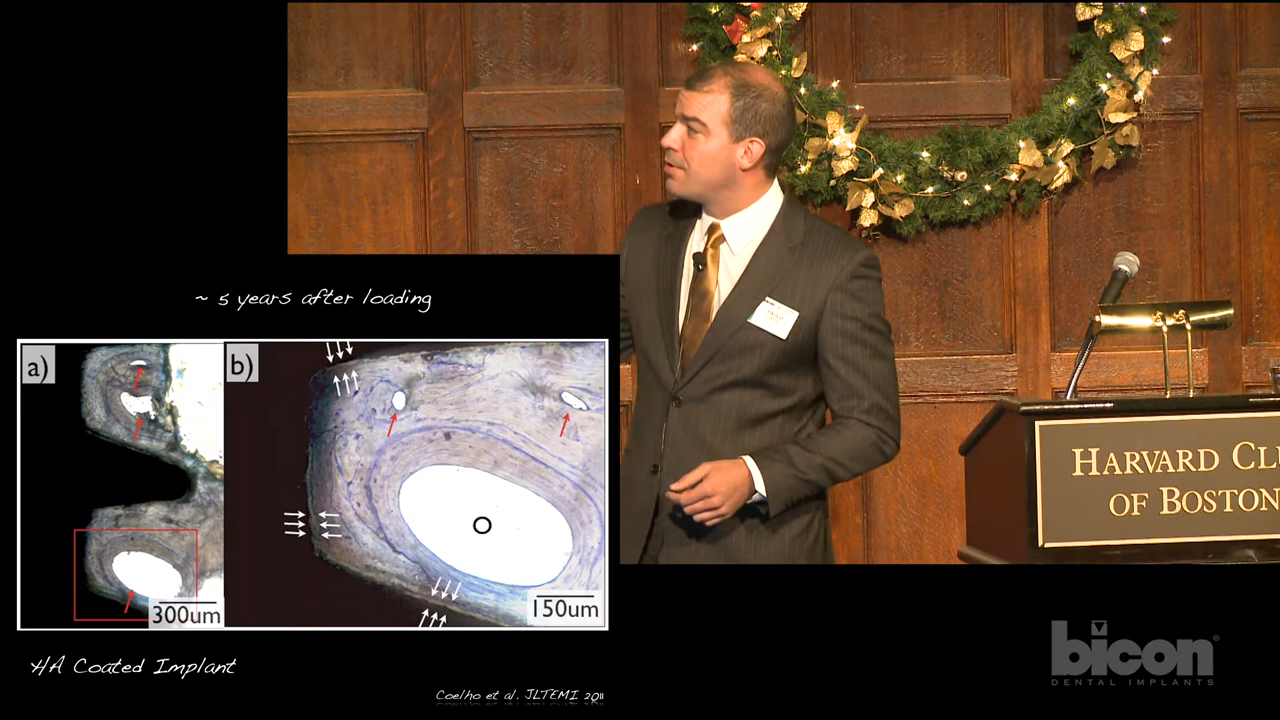 ~ 5 years after loading
a)
b)
O
300um
150um
HA Coated Implant
Coelho et al. JLTEMI 2011
HARVARD CL
OF BOSTON
bicon®
DENTAL IMPLANTS